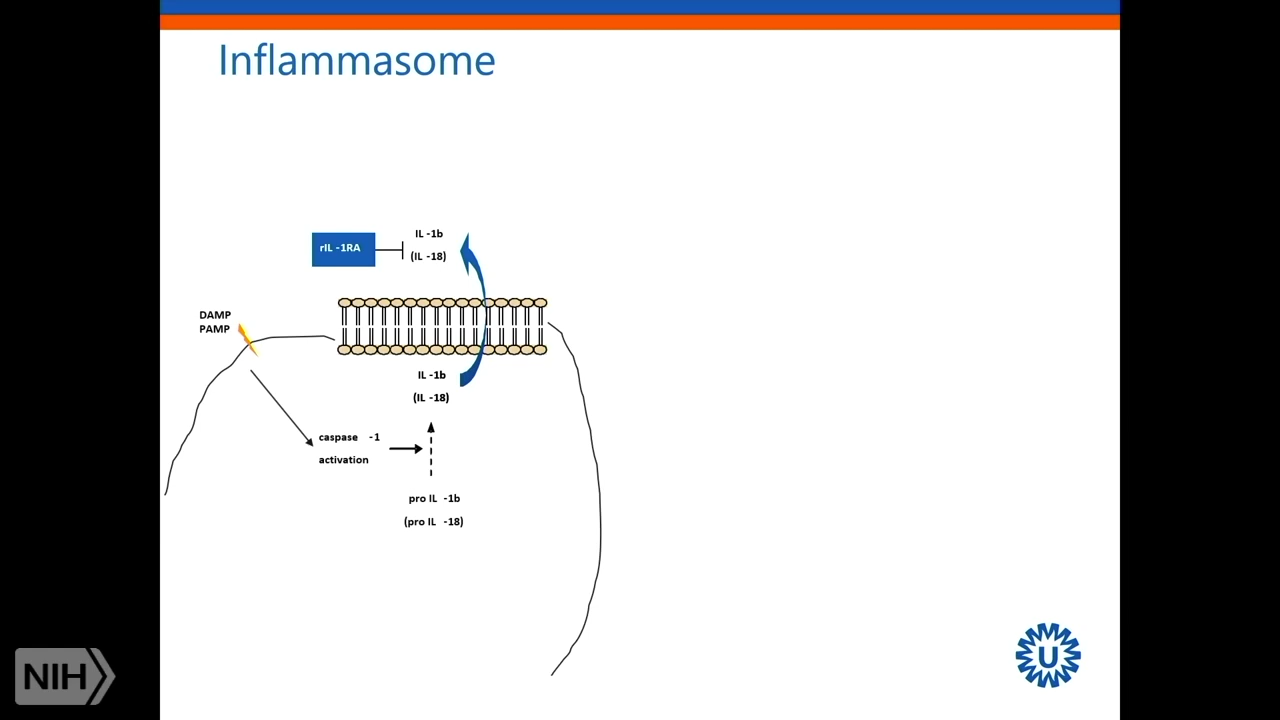 Inflammasome
rIL -1RA
IL -1b
(IL -18)
DAMP
PAMP
IL -1b
(IL -18)
caspase -1
activation
pro IL -1b
(pro IL -18)
U
NIH